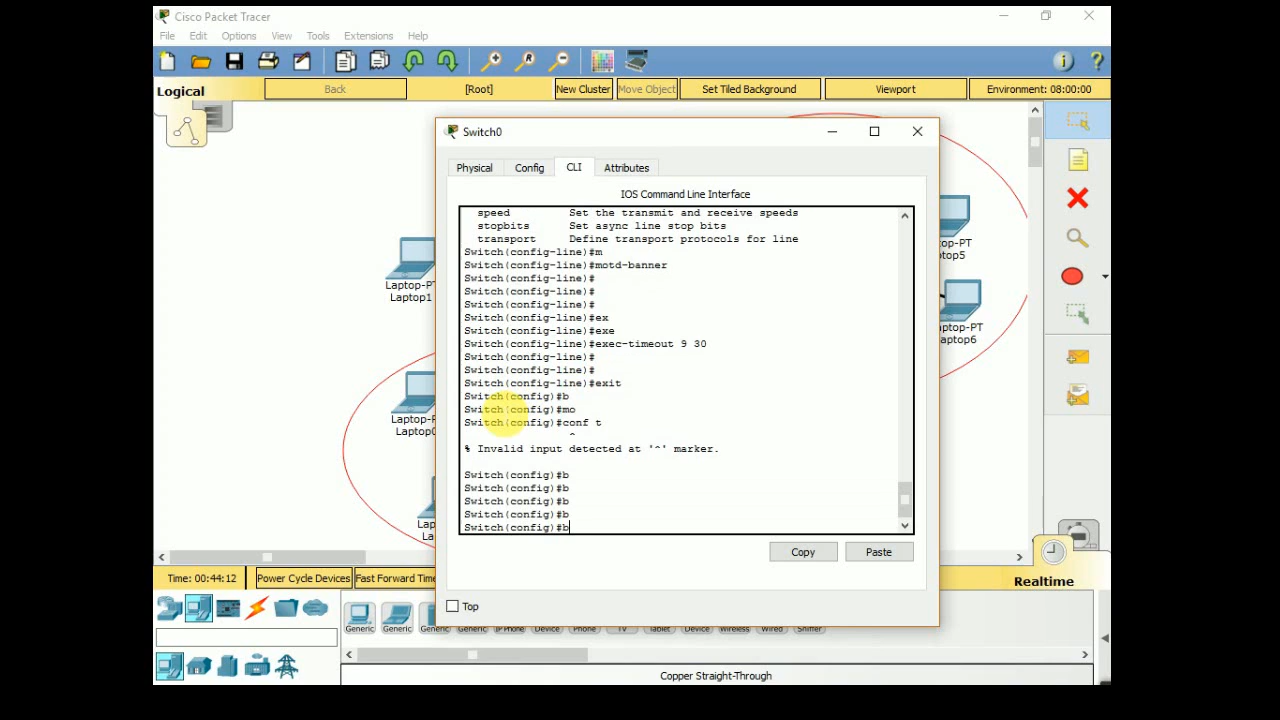 Cisco Packet Tracer
File Edit Options View Tools Extensions Help
Logical Back [Root] New Cluster Move Object Set Tiled Background Viewport Environment: 08:00:00
Switch0
Physical Config CLI Attributes
IOS Command Line Interface
speed Set the transmit and receive speeds
stopbits Set async line stop bits
transport Define transport protocols for line
Switch(config-line)#m
Switch(config-line)#motd-banner
Switch(config-line)#
Switch(config-line)#
Switch(config-line)#
Switch(config-line)#ex
Switch(config-line)#exe
Switch(config-line)#exec-timeout 9 30
Switch(config-line)#
Switch(config-line)#
Switch(config-line)#exit
Switch(config)#b
Switch(config)#mo
Switch(config)#conf t
^
% Invalid input detected at '^' marker.
Switch(config)#b
Switch(config)#b
Switch(config)#b
Switch(config)#b
Switch(config)#b
Copy Paste
Top
Laptop-PT
Laptop1
Laptop-P
Laptop0
Lap
La
op-PT
ptop5
aptop-PT
aptop6
Time: 00:44:12 Power Cycle Devices Fast Forward Time
Realtime
Generic Generic Generic Generic IP Phone Device Phone TV Tablet Device Wireless Wired Sniffer
Copper Straight-Through